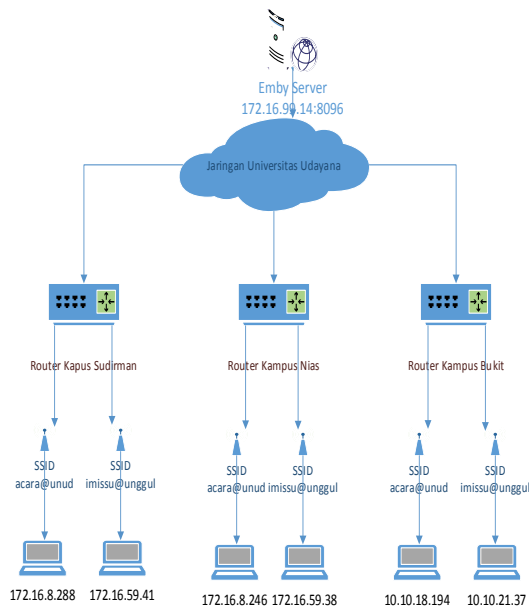 Emby Server
172.16.90.14:8096
Jaringan Universitas Udayana
Router Kapus Sudirman
Router Kampus Nias
Router Kampus Bukit
SSID
acara@unud
SSID
imissu@unggul
SSID
acara@unud
SSID
imissu@unggul
SSID
acara@unud
SSID
imissu@unggul
172.16.8.288
172.16.59.41
172.16.8.246
172.16.59.38
10.10.18.194
10.10.21.37